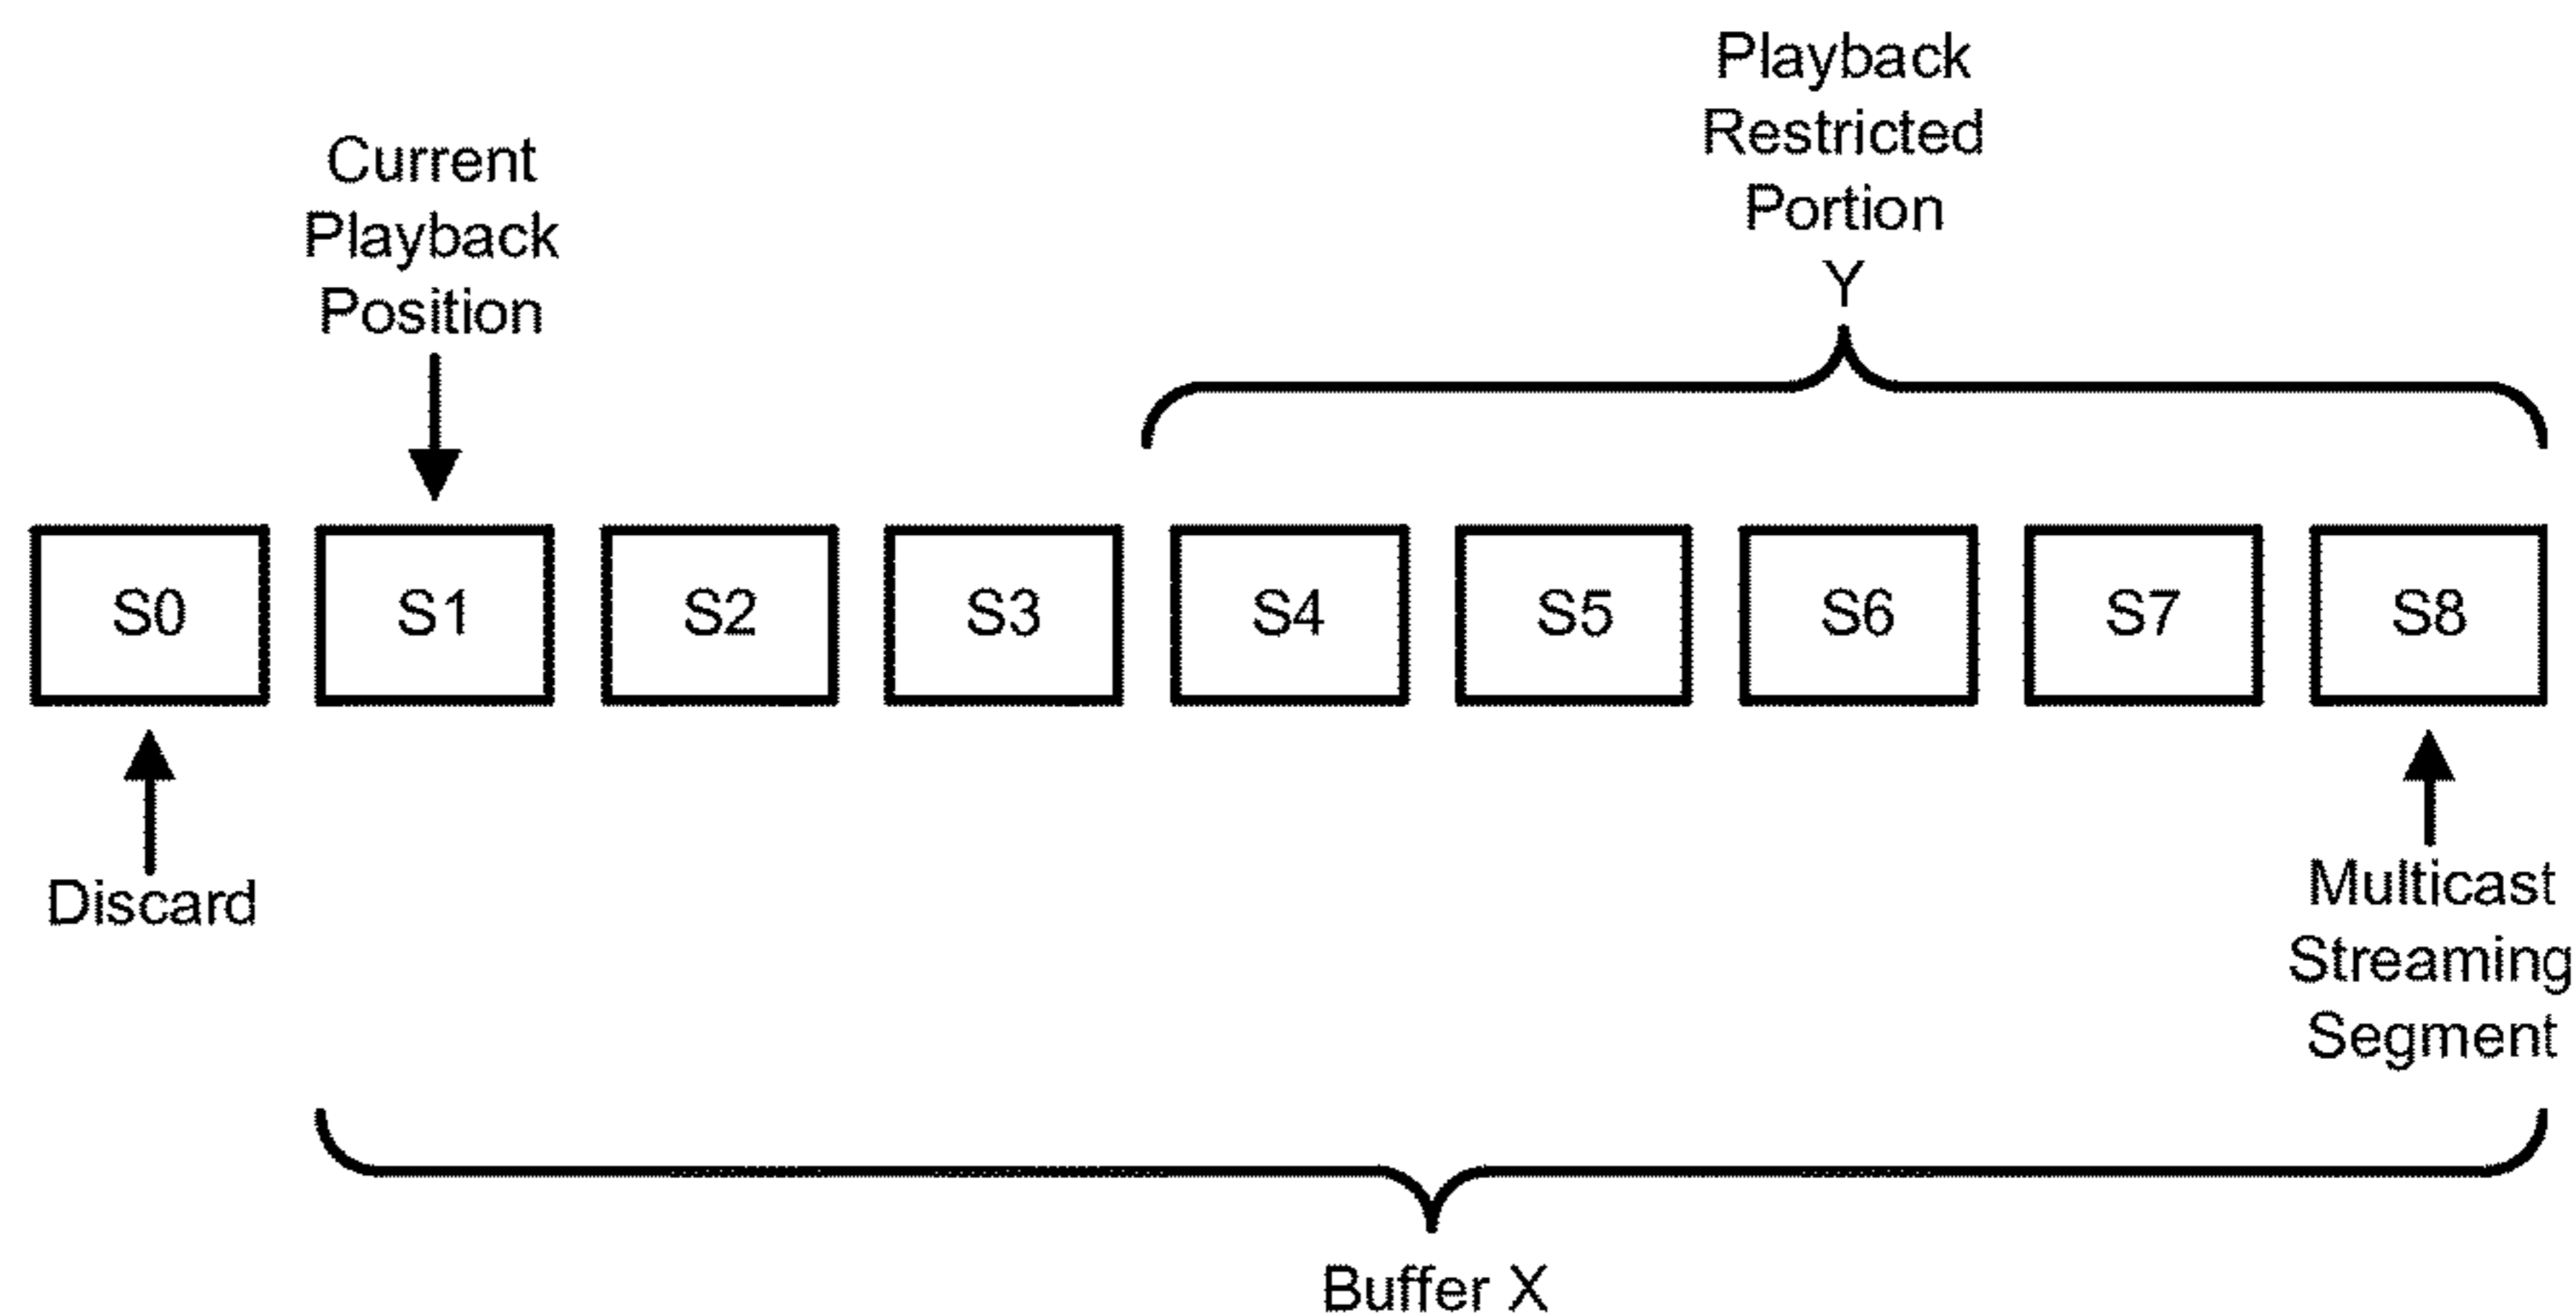 Playback
Restricted
Portion
Y
Current
Playback
Position
S0 S1 S2 S3 S4 S5 S6 S7 S8
Discard
Multicast
Streaming
Segment
Buffer X